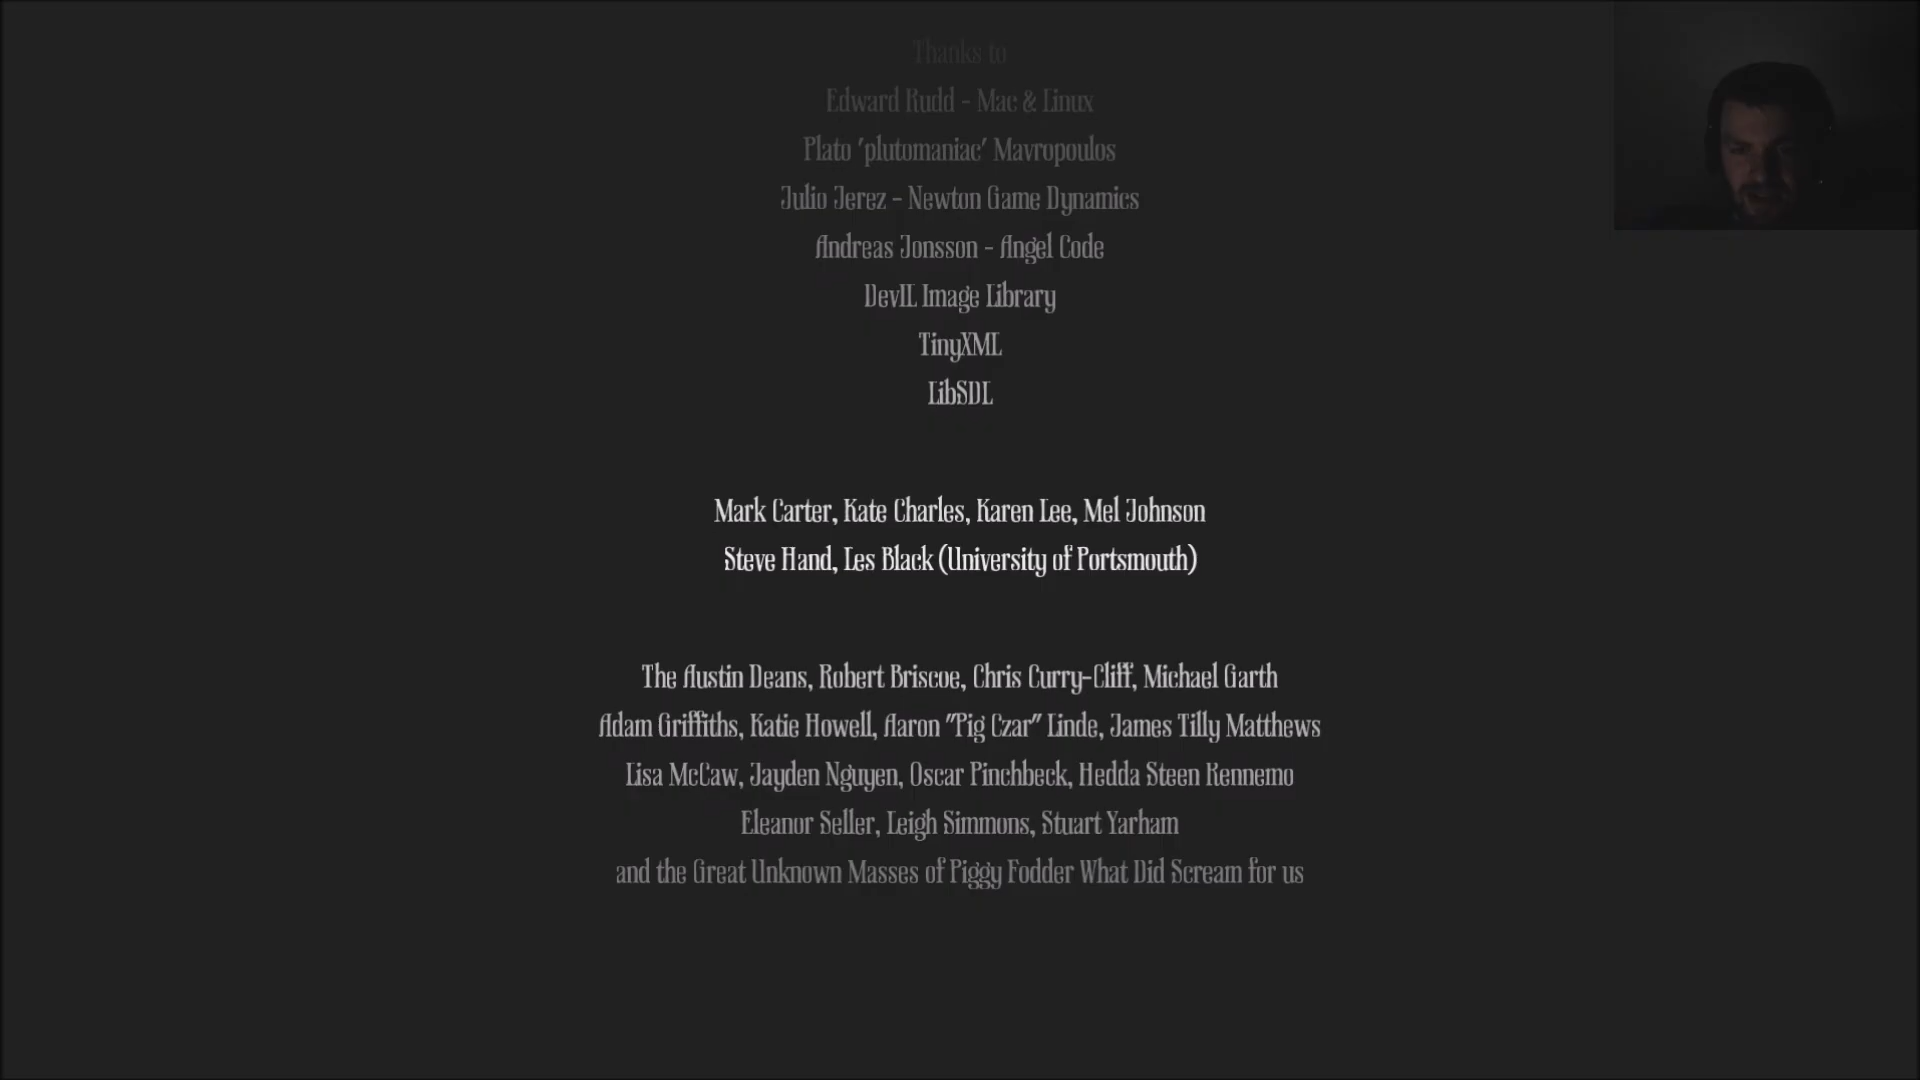 Thanks to
Edward Rudd - Mac & Linux
Plato 'plutomaniac' Mavropoulos
Julio Jerez - Newton Game Dynamics
Andreas Jonsson - Angel Code
DevIL Image Library
TinyXML
LibSDL
Mark Carter, Kate Charles, Karen Lee, Mel Johnson
Steve Hand, Les Black (University of Portsmouth)
The Austin Deans, Robert Briscoe, Chris Curry-Cliff, Michael Garth
Adam Griffiths, Katie Howell, Aaron "Pig Czar" Linde, James Tilly Matthews
Lisa McCaw, Jayden Nguyen, Oscar Pinchbeck, Hedda Steen Rennemo
Eleanor Seller, Leigh Simmons, Stuart Yarham
and the Great Unknown Masses of Piggy Fodder What Did Scream for us